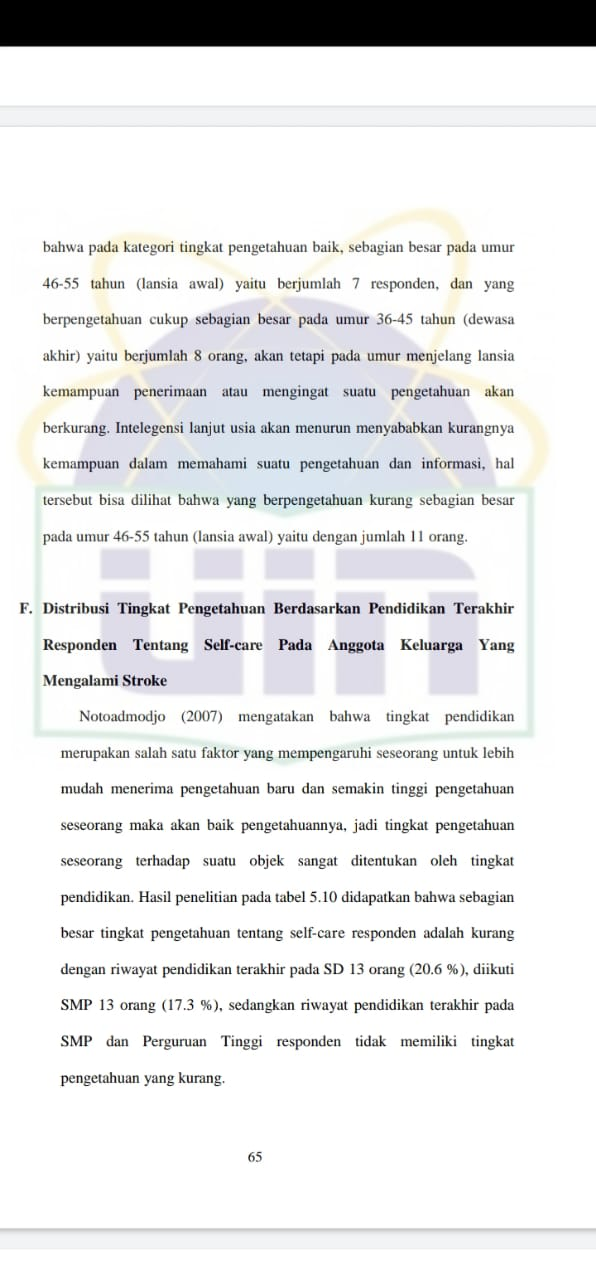 bahwa pada kategori tingkat pengetahuan baik, sebagian besar pada umur
46-55 tahun (lansia awal) yaitu berjumlah 7 responden, dan yang
berpengetahuan cukup sebagian besar pada umur 36-45 tahun (dewasa
akhir) yaitu berjumlah 8 orang, akan tetapi pada umur menjelang lansia
kemampuan penerimaan atau mengingat suatu pengetahuan akan
berkurang. Intelegensi lanjut usia akan menurun menyababkan kurangnya
kemampuan dalam memahami suatu pengetahuan dan informasi, hal
tersebut bisa dilihat bahwa yang berpengetahuan kurang sebagian besar
pada umur 46-55 tahun (lansia awal) yaitu dengan jumlah 11 orang.
F. Distribusi Tingkat Pengetahuan Berdasarkan Pendidikan Terakhir
Responden Tentang Self-care Pada Anggota Keluarga Yang
Mengalami Stroke
Notoadmodjo (2007) mengatakan bahwa tingkat pendidikan
merupakan salah satu faktor yang mempengaruhi seseorang untuk lebih
mudah menerima pengetahuan baru dan semakin tinggi pengetahuan
seseorang maka akan baik pengetahuannya, jadi tingkat pengetahuan
seseorang terhadap suatu objek sangat ditentukan oleh tingkat
pendidikan. Hasil penelitian pada tabel 5.10 didapatkan bahwa sebagian
besar tingkat pengetahuan tentang self-care responden adalah kurang
dengan riwayat pendidikan terakhir pada SD 13 orang (20.6 %), diikuti
SMP 13 orang (17.3 %), sedangkan riwayat pendidikan terakhir pada
SMP dan Perguruan Tinggi responden tidak memiliki tingkat
pengetahuan yang kurang.
65
uin